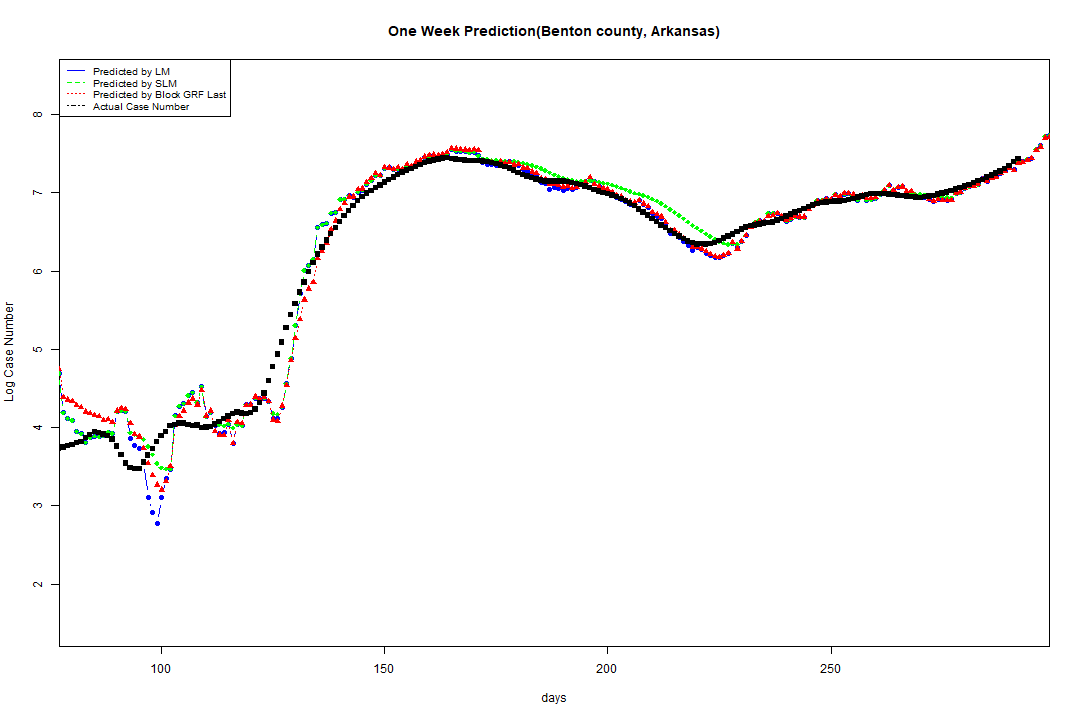 One Week Prediction(Benton county, Arkansas)
Predicted by LM
Predicted by SLM
Predicted by Block GRF Last
Actual Case Number
8
7
6
5
4
3
2
Log Case Number
100 150 200 250
days